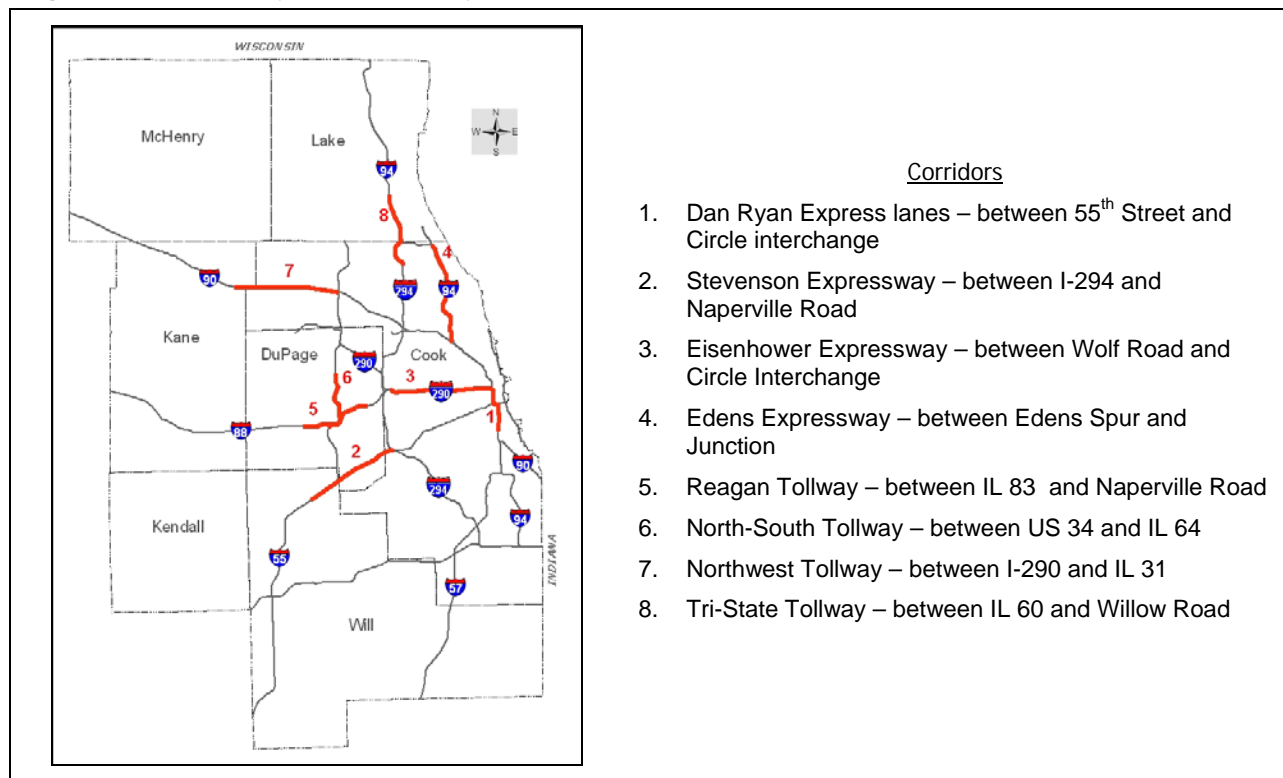 WISCONSIN
McHenry
Lake
N
W E
S
94
8
4
90
7
294
94
Kane
DuPage
Cook
290
6
3
290
5
1
88
2
90
294
Kendall
94
55
INDIANA
57
Will
Corridors
1. Dan Ryan Express lanes – between 55th Street and
Circle interchange
2. Stevenson Expressway – between I-294 and
Naperville Road
3. Eisenhower Expressway – between Wolf Road and
Circle Interchange
4. Edens Expressway – between Edens Spur and
Junction
5. Reagan Tollway – between IL 83 and Naperville Road
6. North-South Tollway – between US 34 and IL 64
7. Northwest Tollway – between I-290 and IL 31
8. Tri-State Tollway – between IL 60 and Willow Road